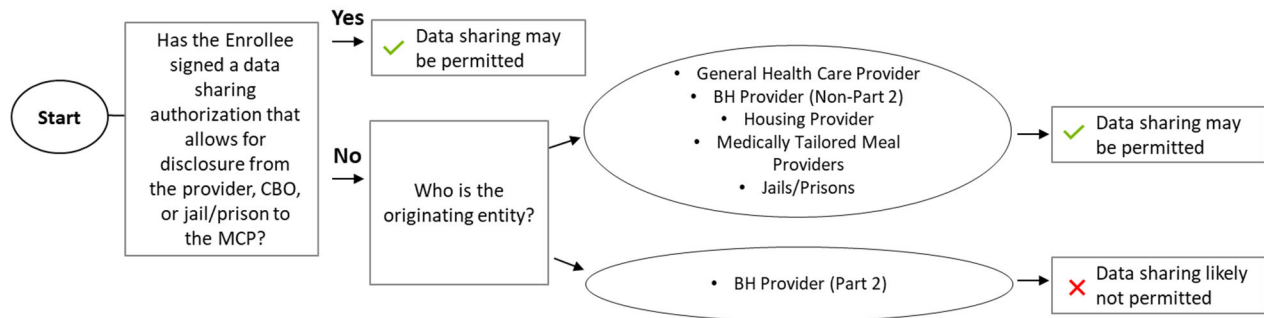 Start
Has the Enrollee
signed a data
sharing
authorization that
allows for
disclosure from
the provider, CBO,
or jail/prison to
the MCP?
Yes
Data sharing may
be permitted
No
Who is the
originating entity?
• General Health Care Provider
• BH Provider (Non-Part 2)
• Housing Provider
• Medically Tailored Meal
Providers
• Jails/Prisons
Data sharing may
be permitted
• BH Provider (Part 2)
Data sharing likely
not permitted